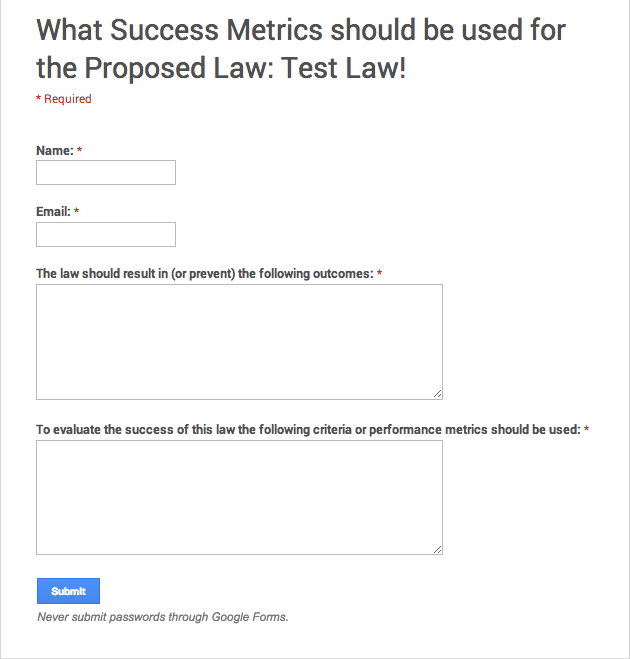 What Success Metrics should be used for
the Proposed Law: Test Law!
* Required
Name: *
Email: *
The law should result in (or prevent) the following outcomes: *
To evaluate the success of this law the following criteria or performance metrics should be used: *
Submit
Never submit passwords through Google Forms.